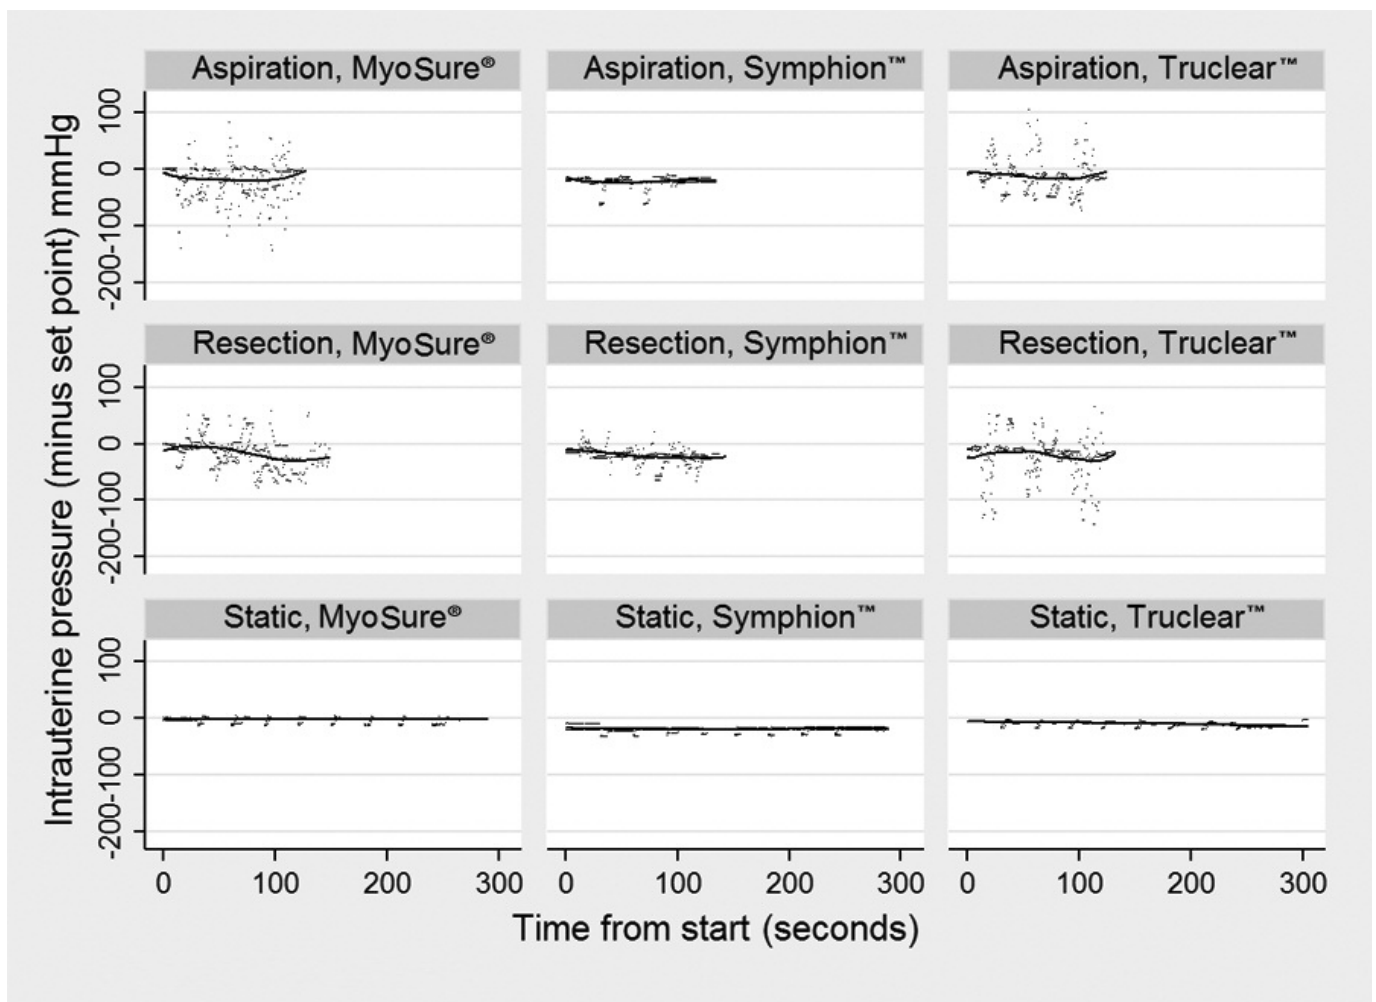 Aspiration, MyoSure® Aspiration, Symphion™ Aspiration, Truclear™
100
0
-100
-200
Resection, MyoSure® Resection, Symphion™ Resection, Truclear™
100
0
-100
-200
Static, MyoSure® Static, Symphion™ Static, Truclear™
100
0
-100
-200
Intrauterine pressure (minus set point) mmHg
0 100 200 300 0 100 200 300 0 100 200 300
Time from start (seconds)